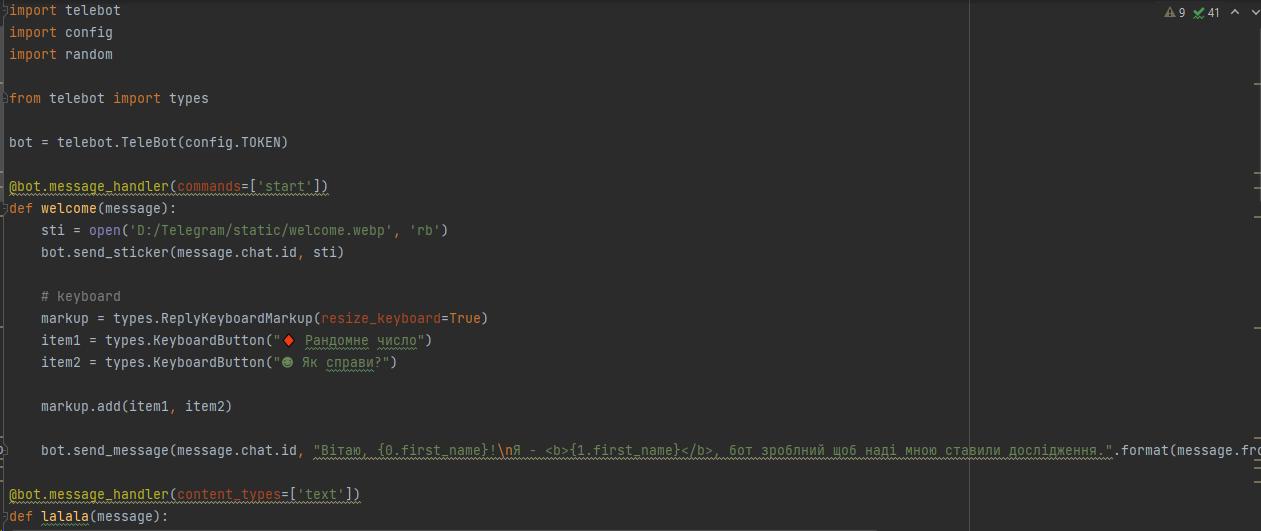 import telebot
import config
import random
from telebot import types
bot = telebot.TeleBot(config.TOKEN)
@bot.message_handler(commands=['start'])
def welcome(message):
    sti = open('D:/Telegram/static/welcome.webp', 'rb')
    bot.send_sticker(message.chat.id, sti)
    # keyboard
    markup = types.ReplyKeyboardMarkup(resize_keyboard=True)
    item1 = types.KeyboardButton("♦ Рандомне число")
    item2 = types.KeyboardButton("☻ Як справи?")
    markup.add(item1, item2)
    bot.send_message(message.chat.id, "Вітаю, {0.first_name}!\nЯ - <b>{1.first_name}</b>, бот зроблний щоб наді мною ставили дослідження.".format(message.fro
@bot.message_handler(content_types=['text'])
def lalala(message):
9 41